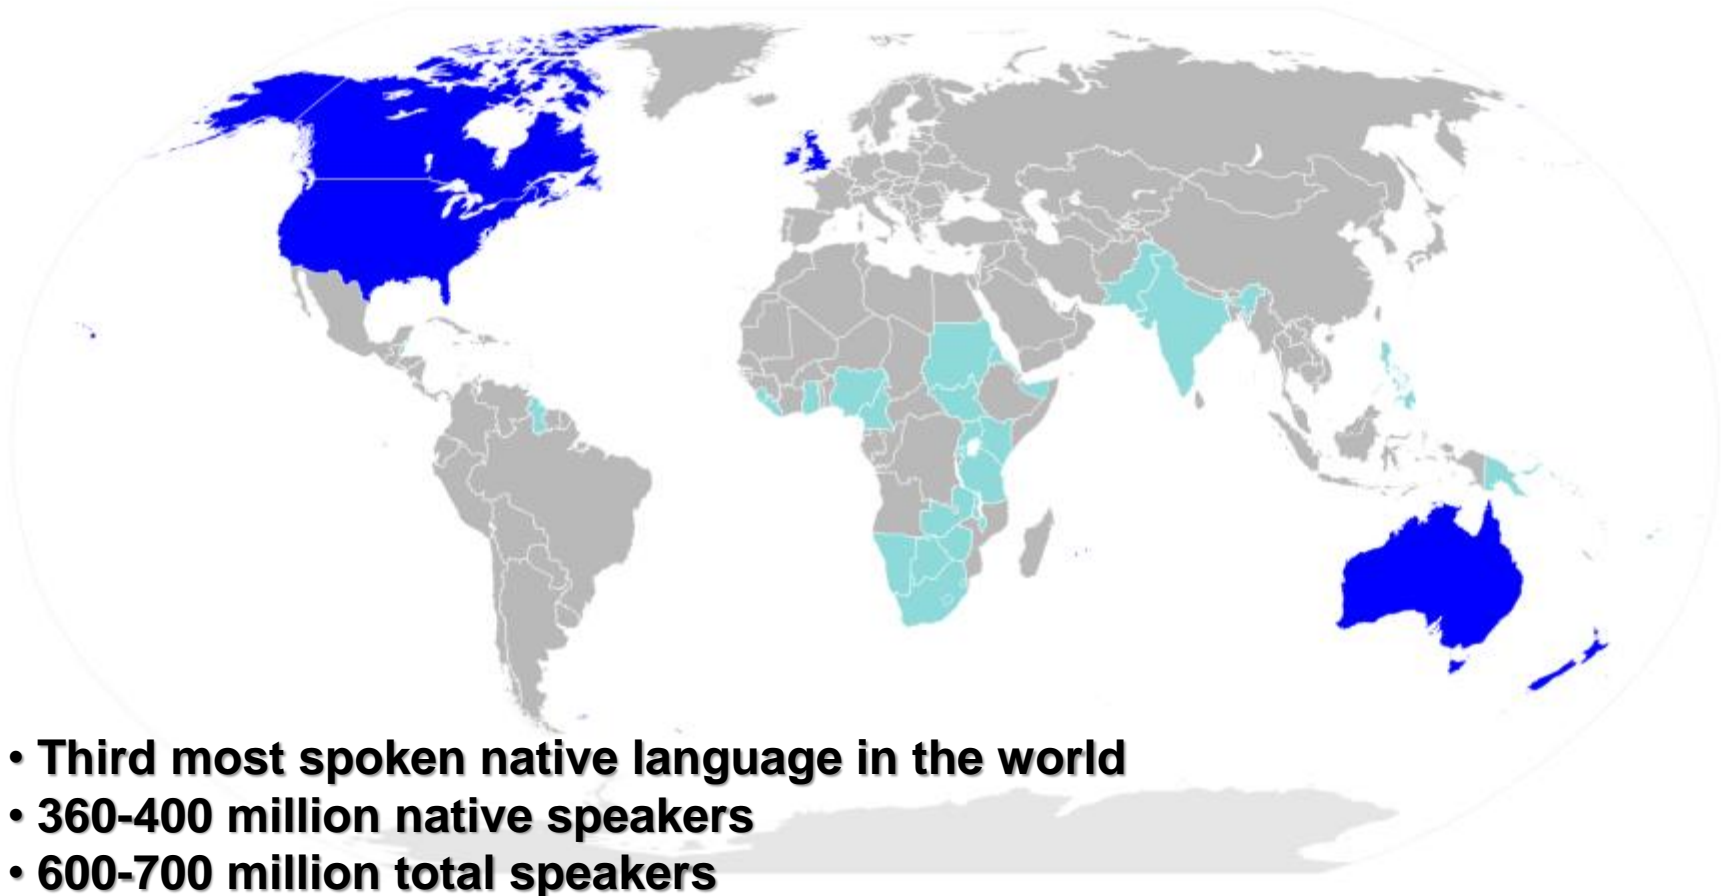 • Third most spoken native language in the world
• 360-400 million native speakers
• 600-700 million total speakers